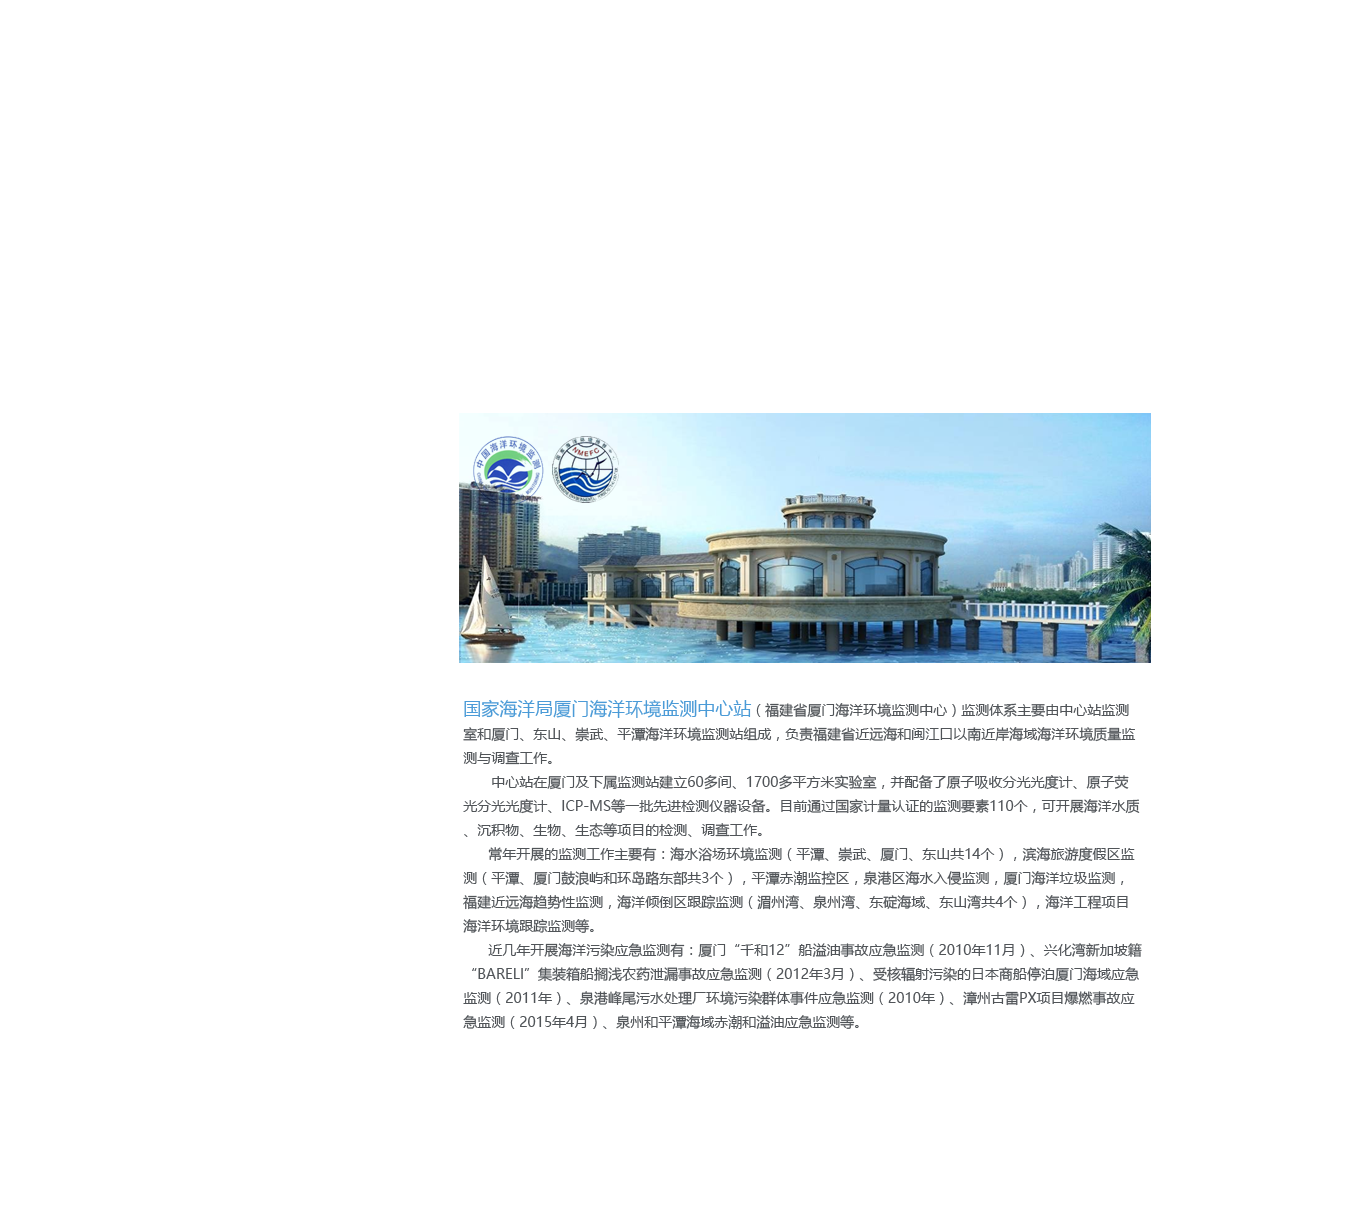 中国海洋环境监测
NMEFC
国家海洋局厦门海洋环境监测中心站（福建省厦门海洋环境监测中心）监测体系主要由中心站监测
室和厦门、东山、崇武、平潭海洋环境监测站组成，负责福建省近远海和闽江口以南近岸海域海洋环境质量监
测与调查工作。
中心站在厦门及下属监测站建立60多间、1700多平方米实验室，并配备了原子吸收分光光度计、原子荧
光分光光度计、ICP-MS等一批先进检测仪器设备。目前通过国家计量认证的监测要素110个，可开展海洋水质
、沉积物、生物、生态等项目的检测、调查工作。
常年开展的监测工作主要有：海水浴场环境监测（平潭、崇武、厦门、东山共14个），滨海旅游度假区监
测（平潭、厦门鼓浪屿和环岛路东部共3个），平潭赤潮监控区，泉港区海水入侵监测，厦门海洋垃圾监测，
福建近远海趋势性监测，海洋倾倒区跟踪监测（湄州湾、泉州湾、东碇海域、东山湾共4个），海洋工程项目
海洋环境跟踪监测等。
近几年开展海洋污染应急监测有：厦门“千和12”船溢油事故应急监测（2010年11月）、兴化湾新加坡籍
“BARELI”集装箱船搁浅农药泄漏事故应急监测（2012年3月）、受核辐射污染的日本商船停泊厦门海域应急
监测（2011年）、泉港峰尾污水处理厂环境污染群体事件应急监测（2010年）、漳州古雷PX项目爆燃事故应
急监测（2015年4月）、泉州和平潭海域赤潮和溢油应急监测等。